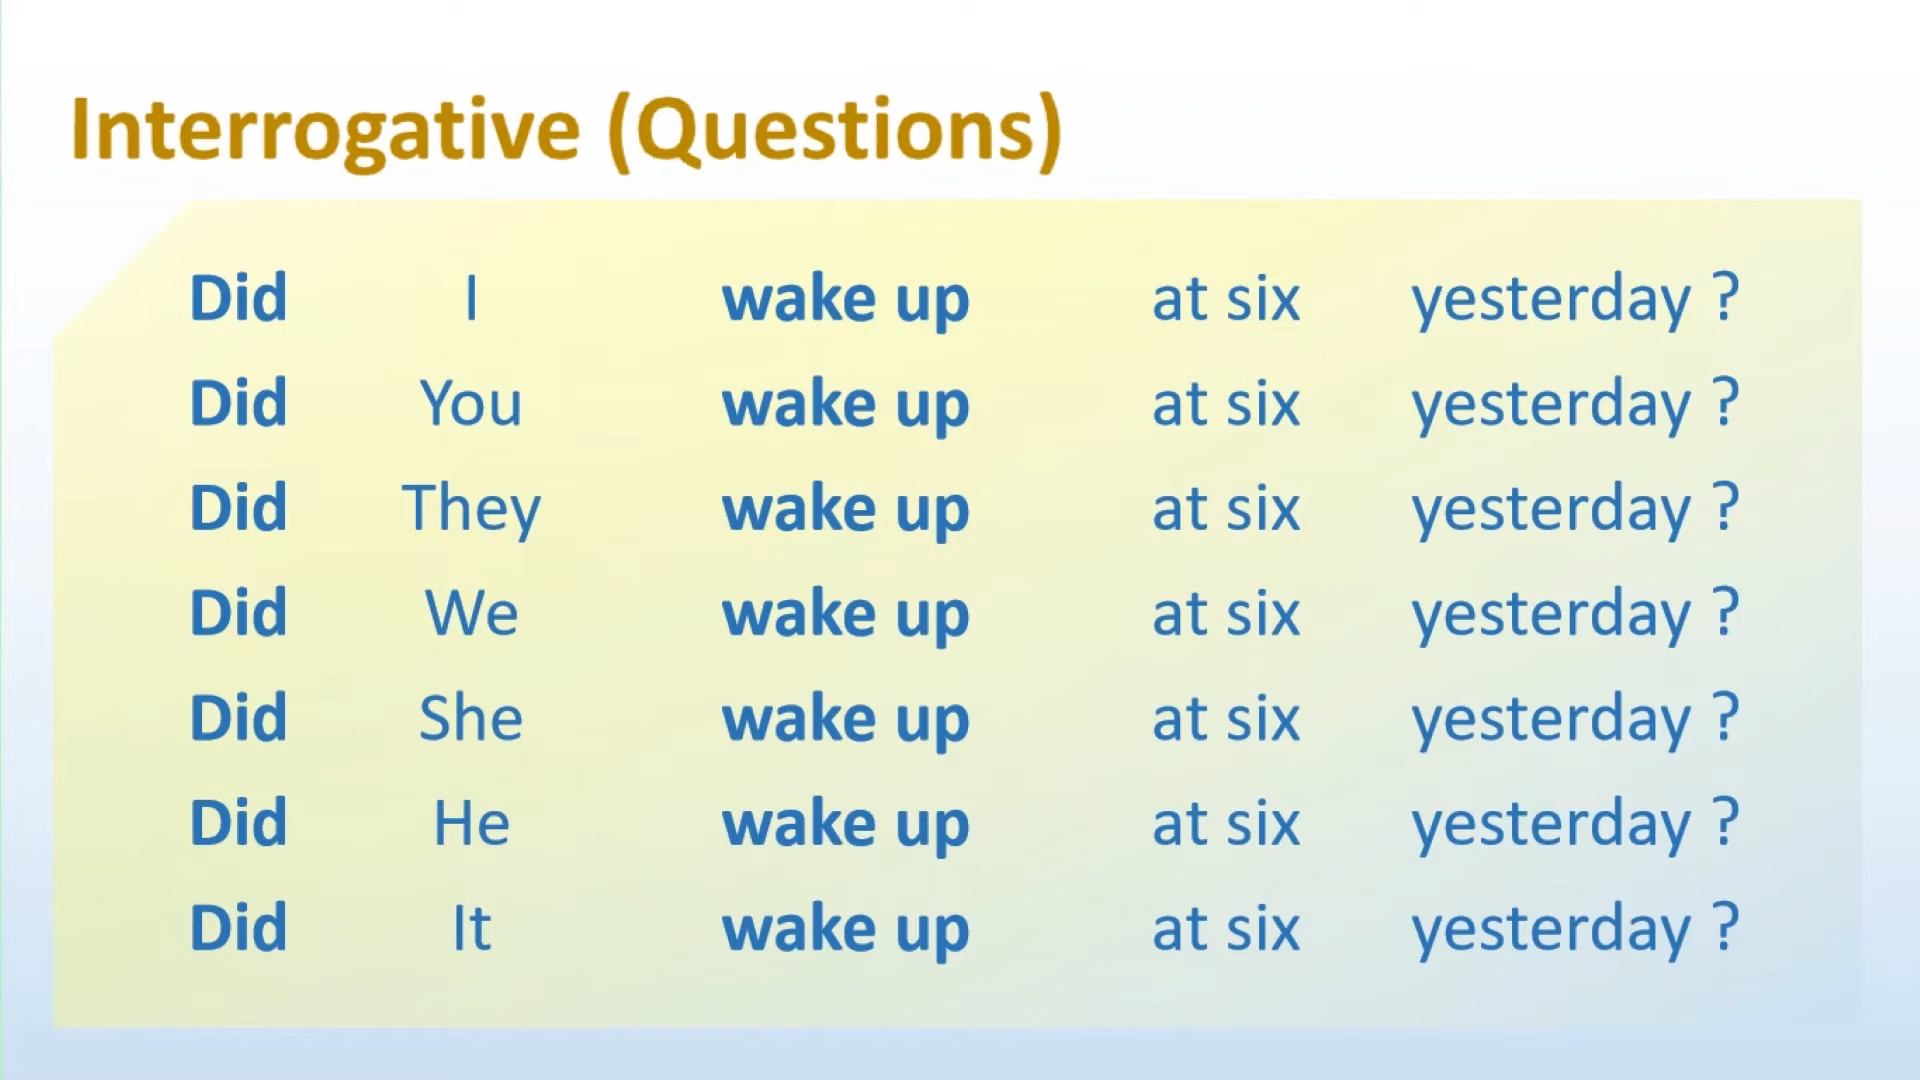 Interrogative (Questions)
Did I wake up at six yesterday ?
Did You wake up at six yesterday ?
Did They wake up at six yesterday ?
Did We wake up at six yesterday ?
Did She wake up at six yesterday ?
Did He wake up at six yesterday ?
Did It wake up at six yesterday ?